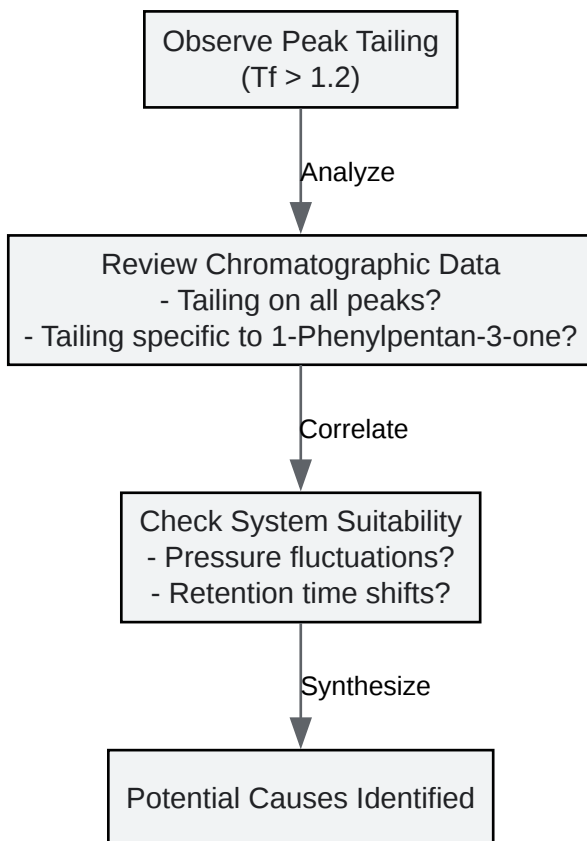 Observe Peak Tailing
(Tf > 1.2)
Analyze
Review Chromatographic Data
- Tailing on all peaks?
- Tailing specific to 1-Phenylpentan-3-one?
Correlate
Check System Suitability
- Pressure fluctuations?
- Retention time shifts?
Synthesize
Potential Causes Identified